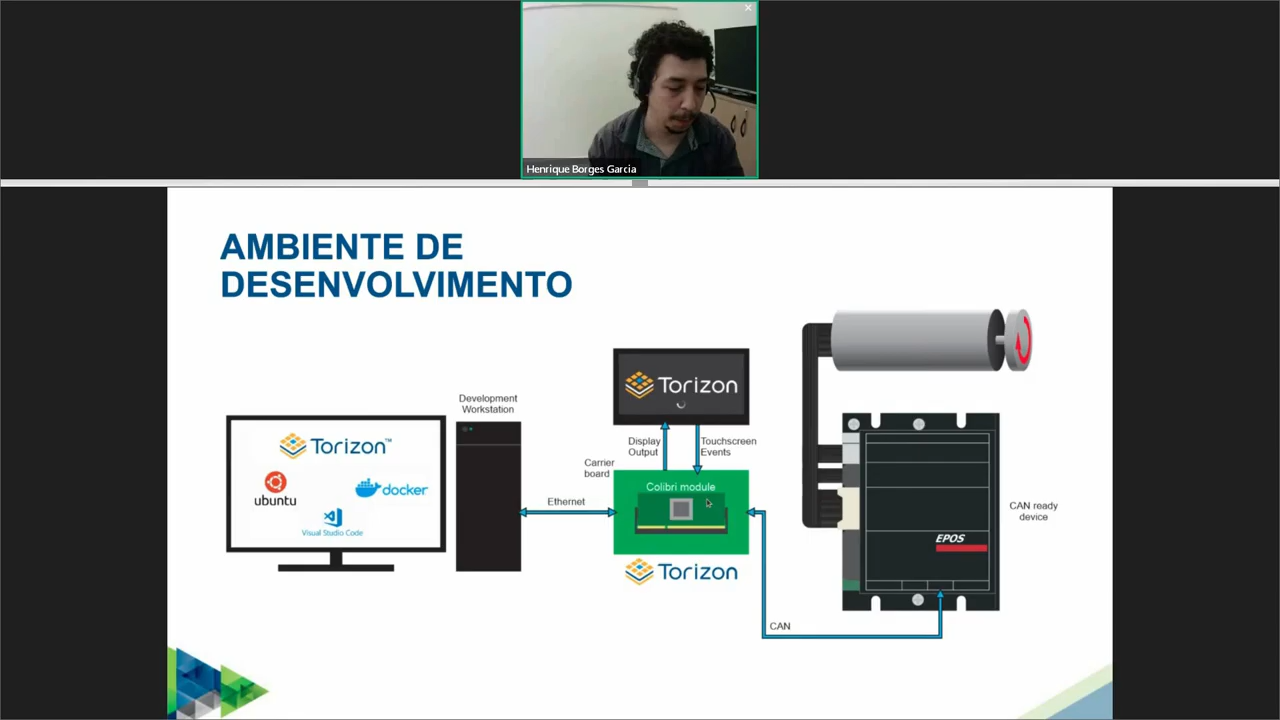 Henrique Borges Garcia
AMBIENTE DE
DESENVOLVIMENTO
Development
Workstation
Torizon™
ubuntu
docker
Visual Studio Code
Torizon
Display
Output
Touchscreen
Events
Carrier
board
Colibri module
Ethernet
Torizon
CAN
EPOS
CAN ready
device